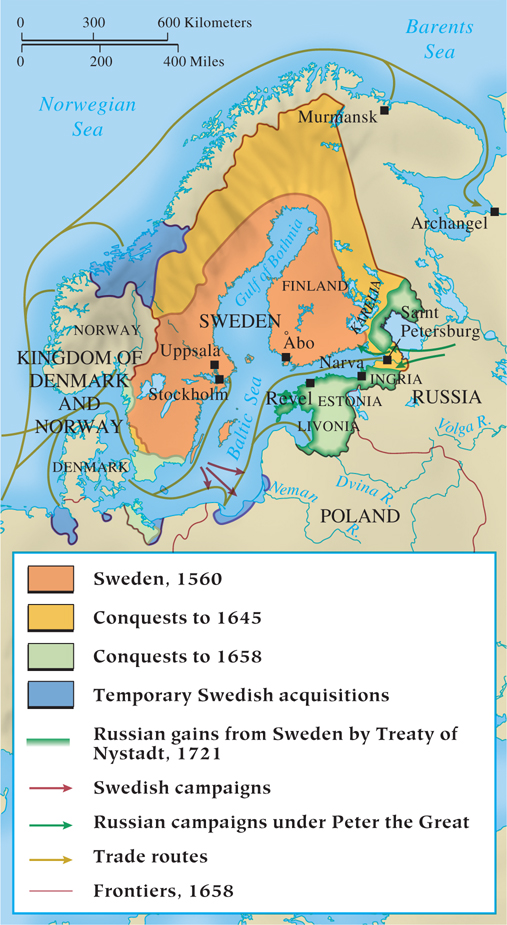 0 300 600 Kilometers
0 200 400 Miles
Barents
Sea
Norwegian
Sea
Murmansk
Archangel
Gulf of Bothnia
FINLAND
KARELIA
Saint
Petersburg
SWEDEN
NORWAY
Uppsala
Åbo
KINGDOM OF
DENMARK
AND
NORWAY
Narva
INGRIA
Stockholm
Baltic Sea
Revel
ESTONIA
RUSSIA
LIVONIA
Volga R.
DENMARK
Neman
R.
Dvina R.
POLAND
Sweden, 1560
Conquests to 1645
Conquests to 1658
Temporary Swedish acquisitions
Russian gains from Sweden by Treaty of
Nystadt, 1721
Swedish campaigns
Russian campaigns under Peter the Great
Trade routes
Frontiers, 1658